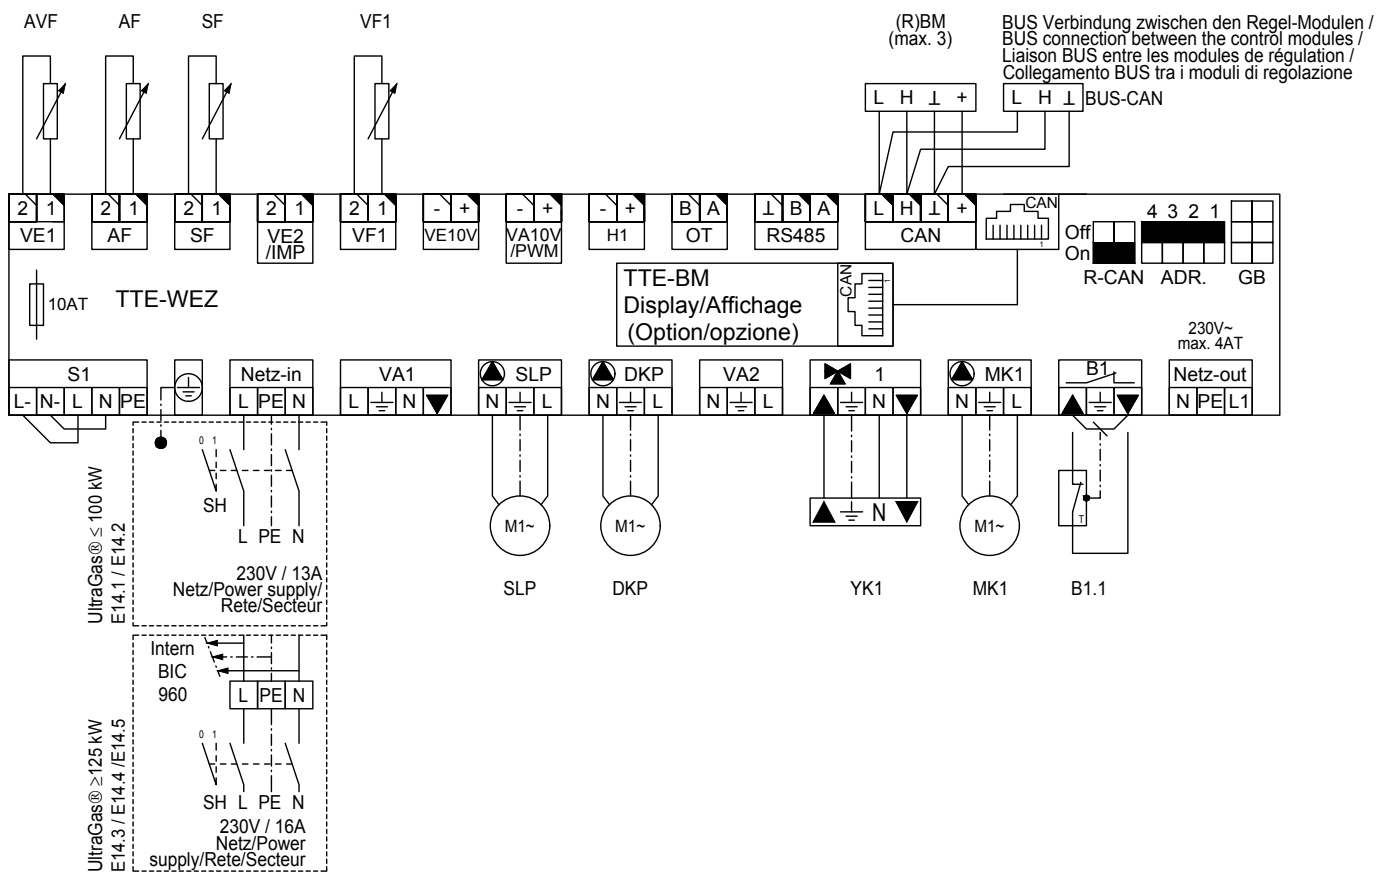 AVF AF SF VF1 (R)BM
(max. 3)
BUS Verbindung zwischen den Regel-Modulen /
BUS connection between the control modules /
Liaison BUS entre les modules de régulation /
Collegamento BUS tra i moduli di regolazione
L H ⊥ + L H ⊥ BUS-CAN
2 1 2 1 2 1 2 1 2 1 - + - + - + B A ⊥ B A L H ⊥ + CAN
VE1 AF SF VE2 VF1 VE10V VA10V H1 OT RS485 CAN
/IMP /PWM
1
4 3 2 1
Off
On
R-CAN ADR. GB
10AT TTE-WEZ
TTE-BM
Display/Affichage
(Option/opzione)
CAN
1
230V~
max. 4AT
S1 Netz-in VA1 SLP DKP VA2 1 MK1 B1 Netz-out
L- N- L N PE L PE N L N N L N L N L N N L N PE L1
0 1
SH
L PE N
230V / 13A
Netz/Power supply/
Rete/Secteur
UltraGas® ≤ 100 kW
E14.1 / E14.2
M1~ M1~ N M1~ T
SLP DKP YK1 MK1 B1.1
Intern
BIC
960
L PE N
0 1
SH L PE N
230V / 16A
Netz/Power
supply/Rete/Secteur
UltraGas® ≥125 kW
E14.3 / E14.4 /E14.5